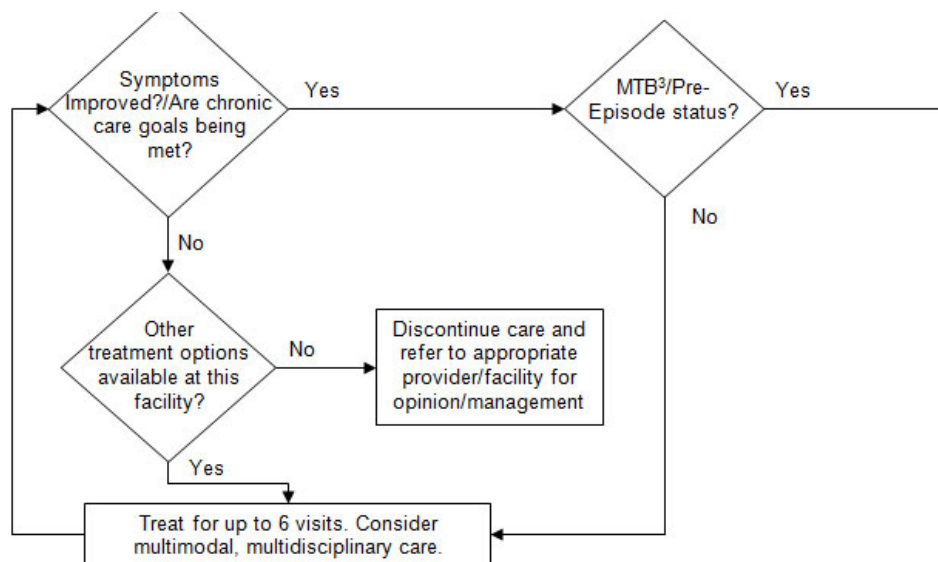 Symptoms
Improved?/Are chronic
care goals being
met?
Yes
MTB³/Pre-
Episode status?
Yes
No
No
Other
treatment options
available at this
facility?
No
Discontinue care and
refer to appropriate
provider/facility for
opinion/management
Yes
Treat for up to 6 visits. Consider
multimodal, multidisciplinary care.